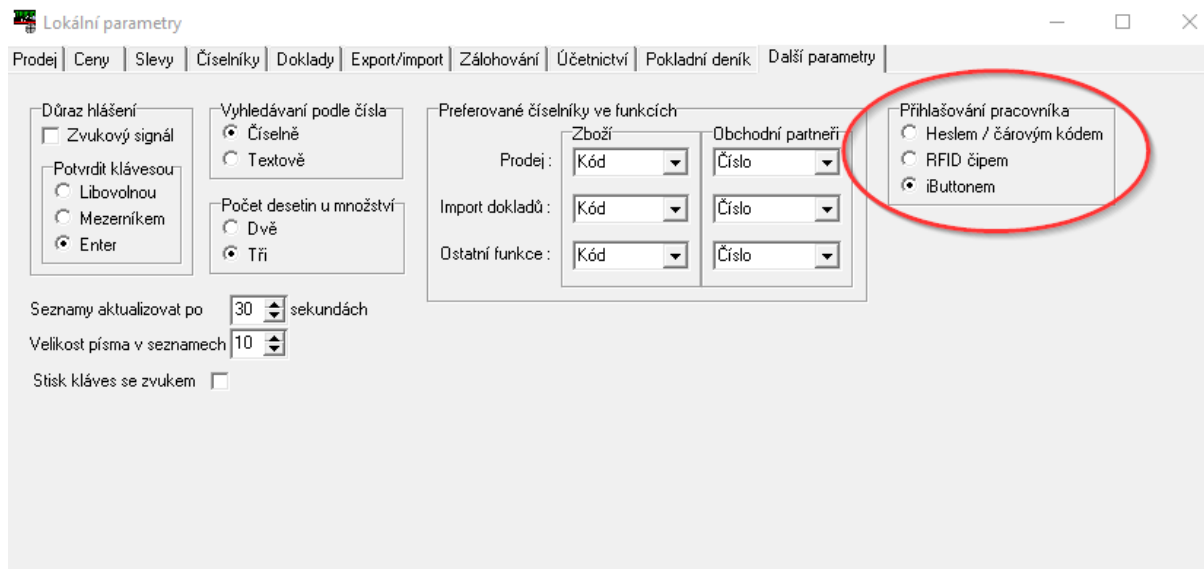 Lokální parametry
Prodej Ceny Slevy Číselníky Doklady Export/import Zálohování Účetnictví Pokladní deník Další parametry
Důraz hlášení
Zvukový signál
Potvrdit klávesou
Libovolnou
Mezerníkem
Enter
Vyhledávaní podle čísla
Číselně
Textově
Počet desetin u množství
Dvě
Tři
Preferované číselníky ve funkcích
Zboží Obchodní partneři
Prodej : Kód Číslo
Import dokladů : Kód Číslo
Ostatní funkce : Kód Číslo
Přihlašování pracovníka
Heslem / čárovým kódem
RFID čipem
iButtonem
Seznamy aktualizovat po 30 sekundách
Velikost písma v seznamech 10
Stisk kláves se zvukem